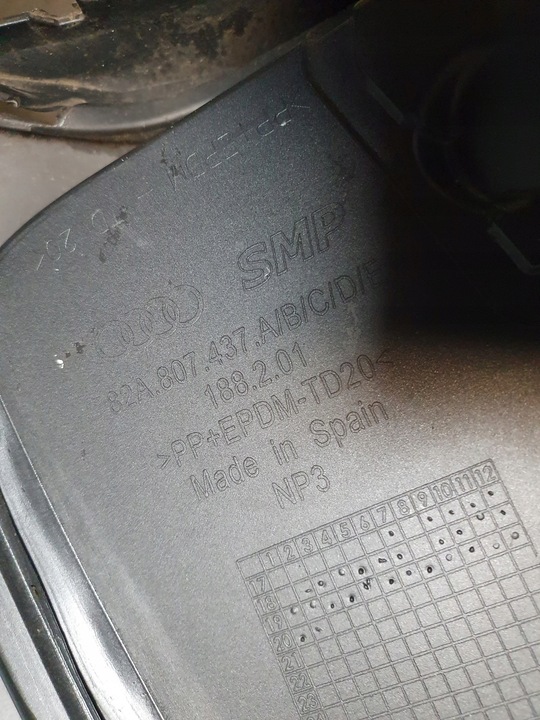 SMP
82A.807.437.A/B/C/D/F
188.2.01
>PP+EPDM-TD20<
Made in Spain
NP3
1 2 3 4 5 6 7 8 9 10 11 12
17
18
19
20
21
22
23